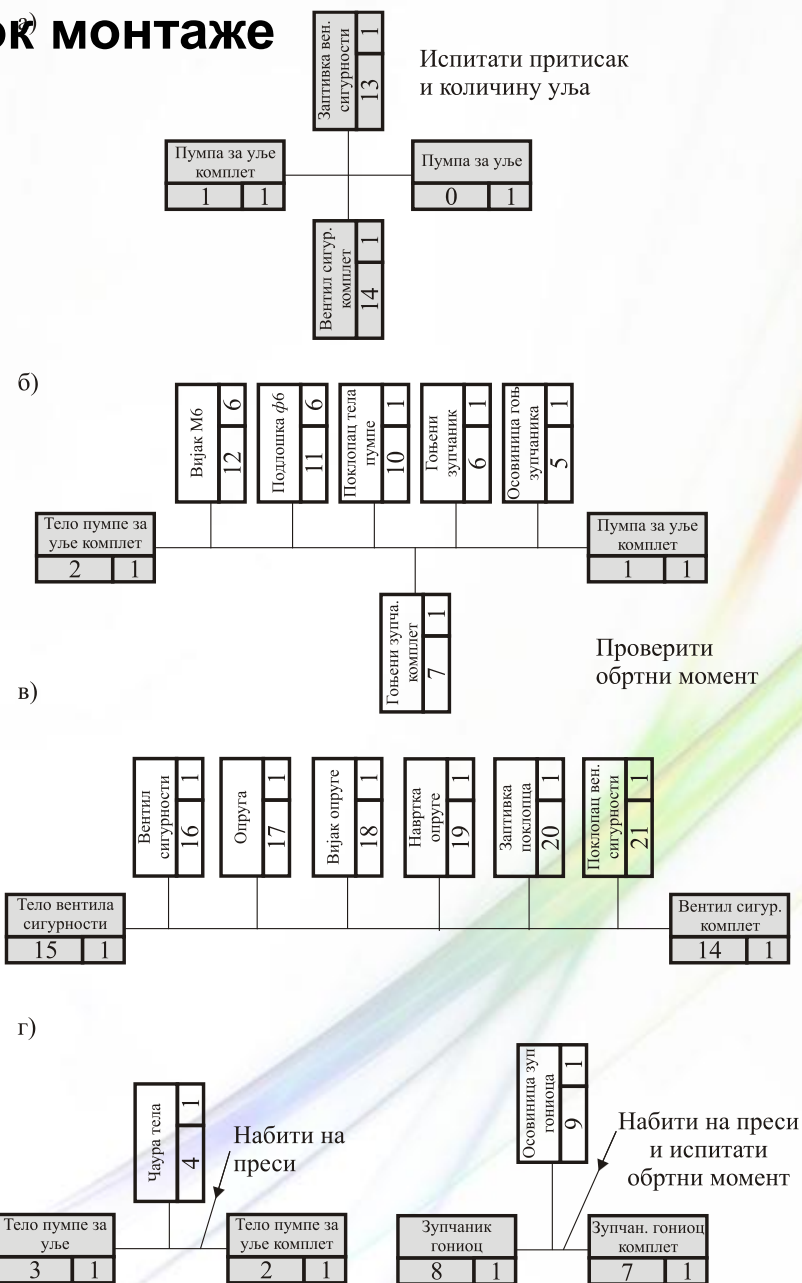 ок монтаже
а)
Заптивка вен.
сигурности
13 1
Испитати притисак
и количину уља
Пумпа за уље
комплет
1 1
Пумпа за уље
0 1
Вентил сигур.
комплет
14 1
б)
Вијак М6
12 6
Подлошка ф6
11 6
Поклопац тела
пумпе
10 1
Гоњени
зупчаник
6 1
Осовиница гоњ
зупчаника
5 1
Тело пумпе за
уље комплет
2 1
Пумпа за уље
комплет
1 1
Гоњени зупча.
комплет
7 1
Проверити
обртни момент
в)
Вентил
сигурности
16 1
Опруга
17 1
Вијак опруге
18 1
Навртка
опруге
19 1
Заптивка
поклопца
20 1
Поклопац вен.
сигурности
21 1
Тело вентила
сигурности
15 1
Вентил сигур.
комплет
14 1
г)
Чаура тела
4 1
Набити на
преси
Тело пумпе за
уље
3 1
Тело пумпе за
уље комплет
2 1
Осовиница зуп
гониоца
9 1
Набити на преси
и испитати
обртни момент
Зупчаник
гониоц
8 1
Зупчан. гониоц
комплет
7 1